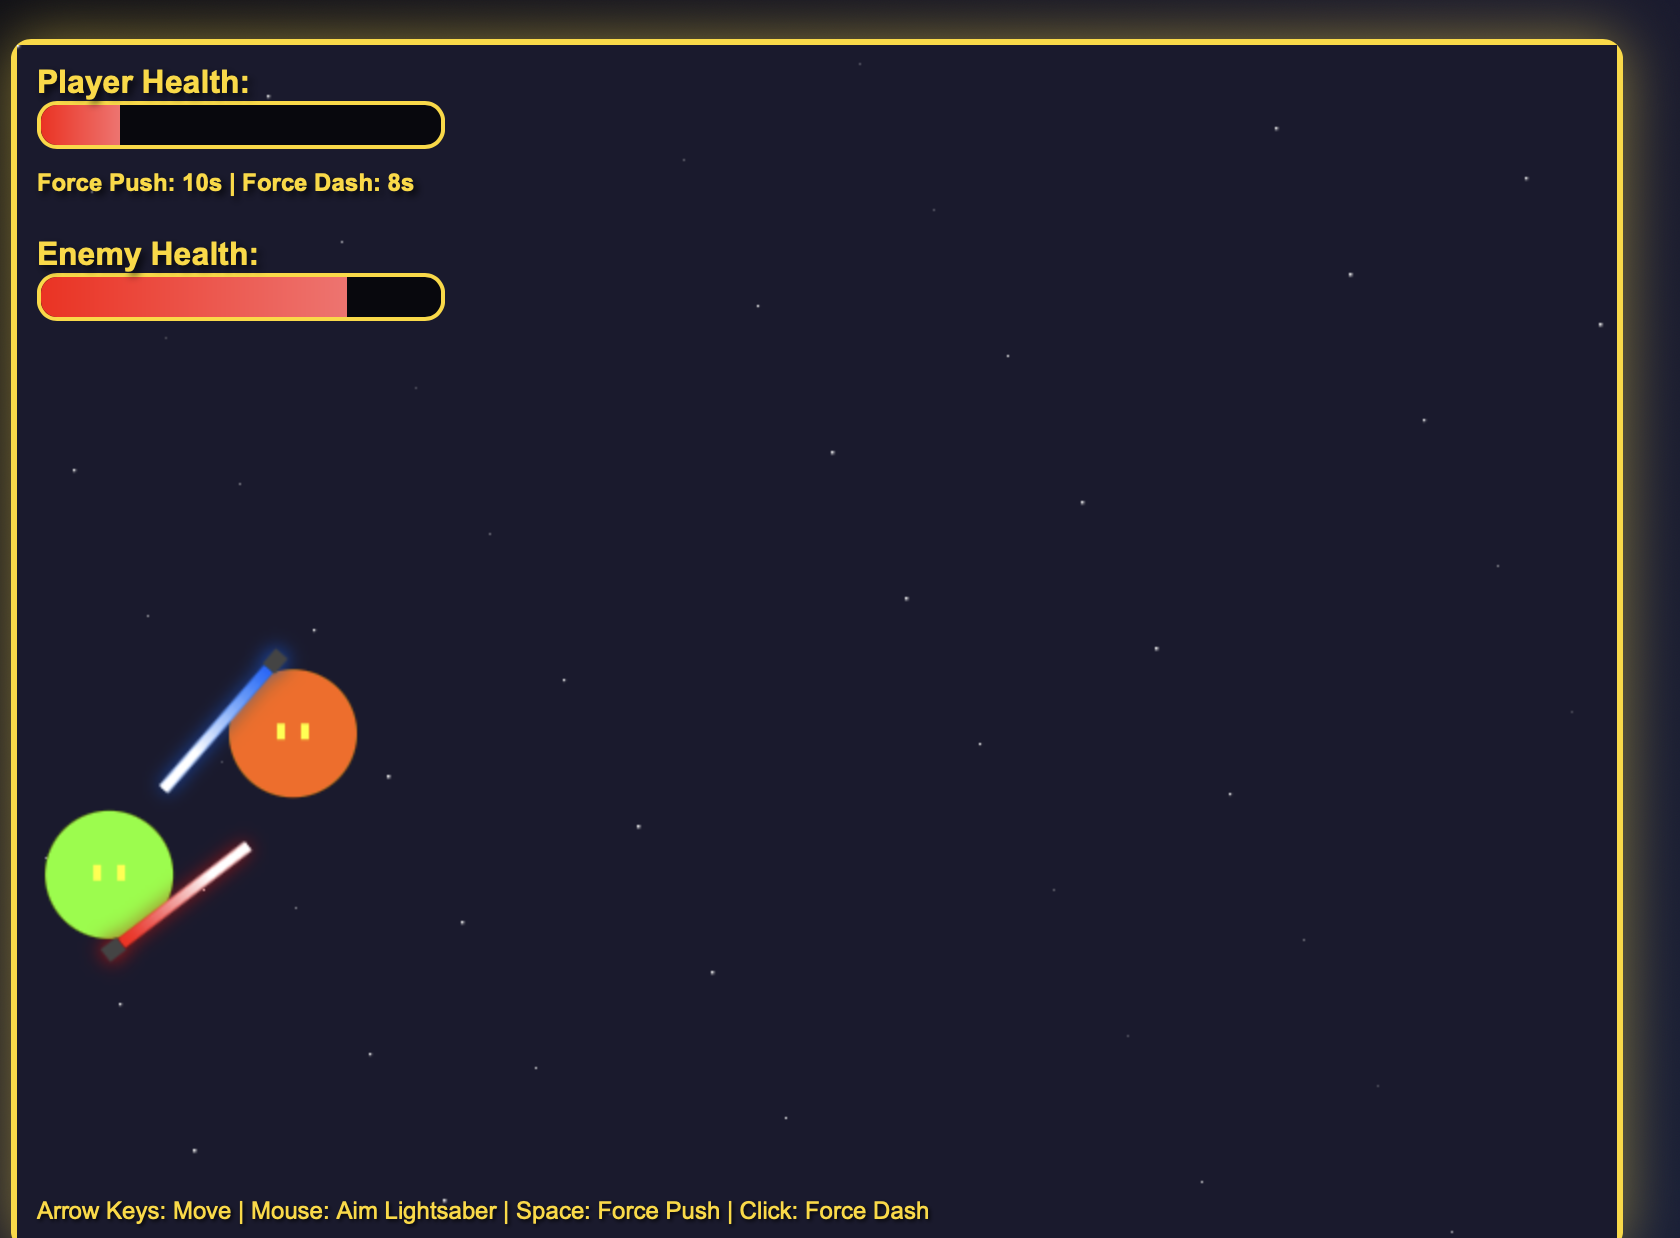 Player Health:
Force Push: 10s | Force Dash: 8s
Enemy Health:
Arrow Keys: Move | Mouse: Aim Lightsaber | Space: Force Push | Click: Force Dash